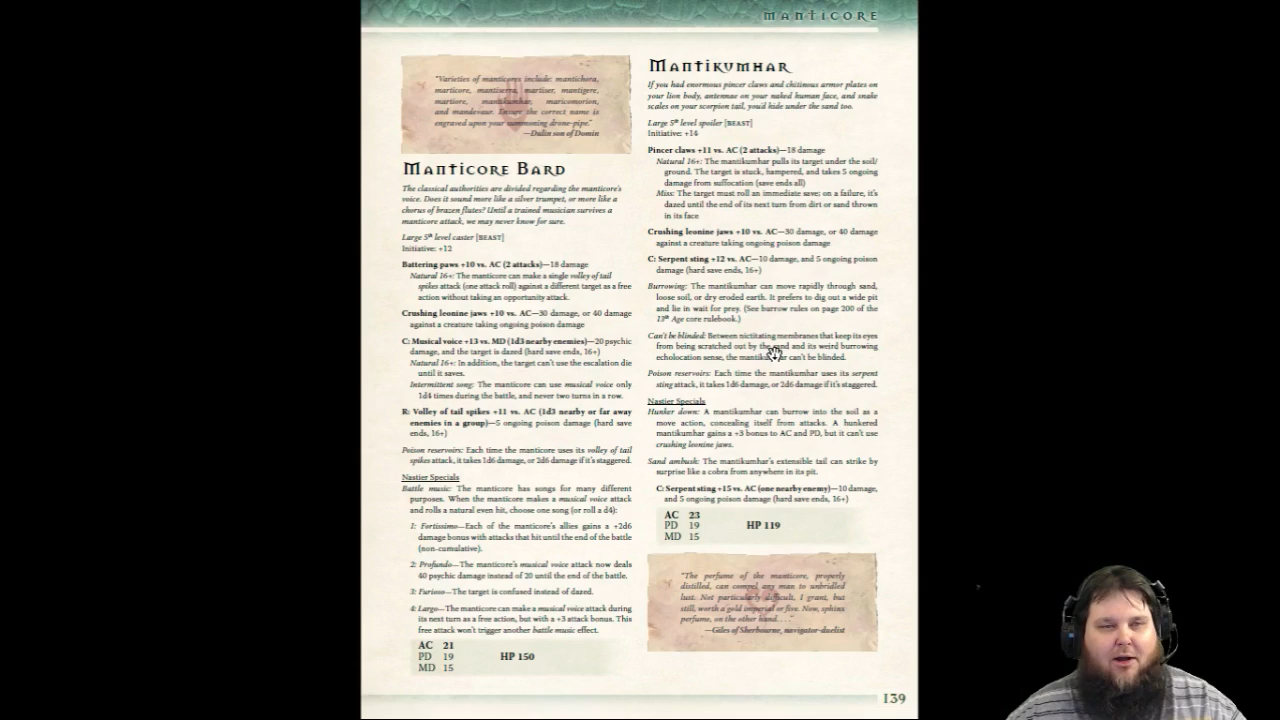 MANTICORE
"Varieties of manticores include: mantichora,
marticore, mantiserra, martiser, mantigere,
martiore, mantikumhar, maricomorion,
and mandevaur. Ensure the correct name is
engraved upon your summoning drone-pipe."
—Dalin son of Domin
MANTICORE BARD
The classical authorities are divided regarding the manticore's
voice. Does it sound more like a silver trumpet, or more like a
chorus of brazen flutes? Until a trained musician survives a
manticore attack, we may never know for sure.
Large 5th level caster [BEAST]
Initiative: +12
Battering paws +10 vs. AC (2 attacks)—18 damage
Natural 16+: The manticore can make a single volley of tail
spikes attack (one attack roll) against a different target as a free
action without taking an opportunity attack.
Crushing leonine jaws +10 vs. AC—30 damage, or 40 damage
against a creature taking ongoing poison damage
C: Musical voice +13 vs. MD (1d3 nearby enemies)—20 psychic
damage, and the target is dazed (hard save ends, 16+)
Natural 16+: In addition, the target can't use the escalation die
until it saves.
Intermittent song: The manticore can use musical voice only
1d4 times during the battle, and never two turns in a row.
R: Volley of tail spikes +11 vs. AC (1d3 nearby or far away
enemies in a group)—5 ongoing poison damage (hard save
ends, 16+)
Poison reservoirs: Each time the manticore uses its volley of tail
spikes attack, it takes 1d6 damage, or 2d6 damage if it's staggered.
Nastier Specials
Battle music: The manticore has songs for many different
purposes. When the manticore makes a musical voice attack
and rolls a natural even hit, choose one song (or roll a d4):
1: Fortissimo—Each of the manticore's allies gains a +2d6
damage bonus with attacks that hit until the end of the battle
(non-cumulative).
2: Profundo—The manticore's musical voice attack now deals
40 psychic damage instead of 20 until the end of the battle.
3: Furioso—The target is confused instead of dazed.
4: Largo—The manticore can make a musical voice attack during
its next turn as a free action, but with a +3 attack bonus. This
free attack won't trigger another battle music effect.
AC 21
PD 19 HP 150
MD 15
MANTIKUMHAR
If you had enormous pincer claws and chitinous armor plates on
your lion body, antennae on your naked human face, and snake
scales on your scorpion tail, you'd hide under the sand too.
Large 5th level spoiler [BEAST]
Initiative: +14
Pincer claws +11 vs. AC (2 attacks)—18 damage
Natural 16+: The mantikumhar pulls its target under the soil/
ground. The target is stuck, hampered, and takes 5 ongoing
damage from suffocation (save ends all)
Miss: The target must roll an immediate save; on a failure, it's
dazed until the end of its next turn from dirt or sand thrown
in its face
Crushing leonine jaws +10 vs. AC—30 damage, or 40 damage
against a creature taking ongoing poison damage
C: Serpent sting +12 vs. AC—10 damage, and 5 ongoing poison
damage (hard save ends, 16+)
Burrowing: The mantikumhar can move rapidly through sand,
loose soil, or dry eroded earth. It prefers to dig out a wide pit
and lie in wait for prey. (See burrow rules on page 200 of the
13th Age core rulebook.)
Can't be blinded: Between nictitating membranes that keep its eyes
from being scratched out by the sand and its weird burrowing
echolocation sense, the mantikumhar can't be blinded.
Poison reservoirs: Each time the mantikumhar uses its serpent
sting attack, it takes 1d6 damage, or 2d6 damage if it's staggered.
Nastier Specials
Hunker down: A mantikumhar can burrow into the soil as a
move action, concealing itself from attacks. A hunkered
mantikumhar gains a +3 bonus to AC and PD, but it can't use
crushing leonine jaws.
Sand ambush: The mantikumhar's extensible tail can strike by
surprise like a cobra from anywhere in its pit.
C: Serpent sting +15 vs. AC (one nearby enemy)—10 damage,
and 5 ongoing poison damage (hard save ends, 16+)
AC 23
PD 19 HP 119
MD 15
"The perfume of the manticore, properly
distilled, can compel any man to unbridled
lust. Not particularly difficult, I grant, but
still, worth a gold imperial or five. Now, sphinx
perfume, on the other hand. . . ."
—Giles of Sherbourne, navigator-duelist
139